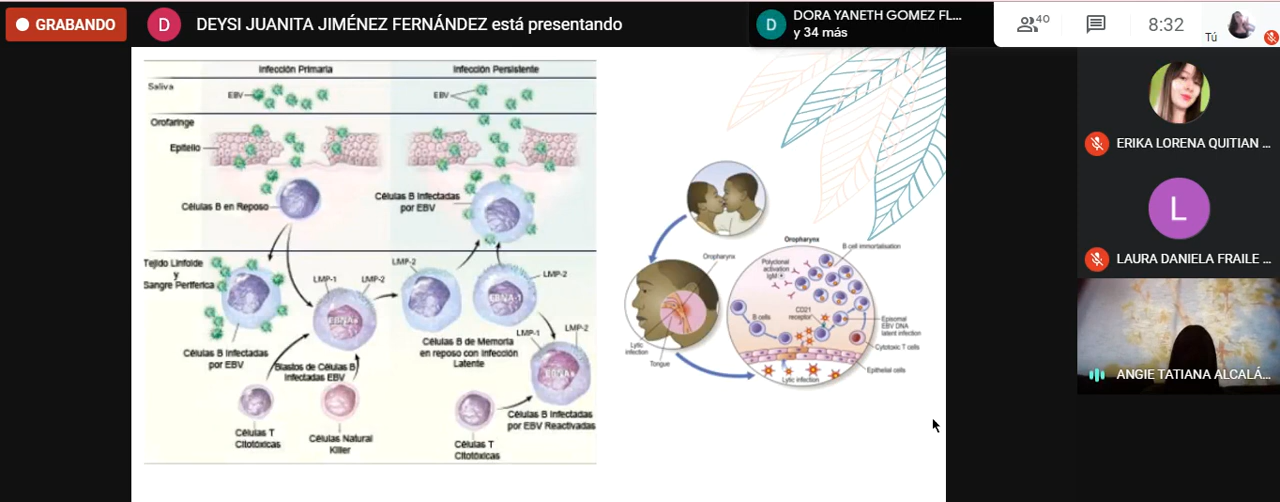 GRABANDO
D
DEYSI JUANITA JIMÉNEZ FERNÁNDEZ está presentando
D
DORA YANETH GOMEZ FL...
y 34 más
40
8:32
Tú
Infección Primaria
Infección Persistente
Saliva
EBV
EBV
Orofaringe
Epitelio
Células B en Reposo
Células B Infectadas
por EBV
Tejido Linfoide
y
Sangre Periferica
LMP-1
LMP-2
LMP-2
LMP-2
EBNAs
EBNA-1
LMP-1
LMP-2
Células B Infectadas
por EBV
Blastos de Células B
Infectadas EBV
Células B de Memoria
en reposo con Infección
Latente
EBNAs
Células T
Citotóxicas
Células Natural
Killer
Células T
Citotóxicas
Células B Infectadas
por EBV Reactivadas
Oropharynx
Lytic
infection
Tongue
Oropharynx
B cell immortalisation
Polyclonal
activation
IgM
CD21
receptor
B cells
Episomal
EBV DNA
latent infection
Cytotoxic T cells
Epithelial cells
Lytic infection
ERIKA LORENA QUITIAN ...
L
LAURA DANIELA FRAILE ...
ANGIE TATIANA ALCALÁ...